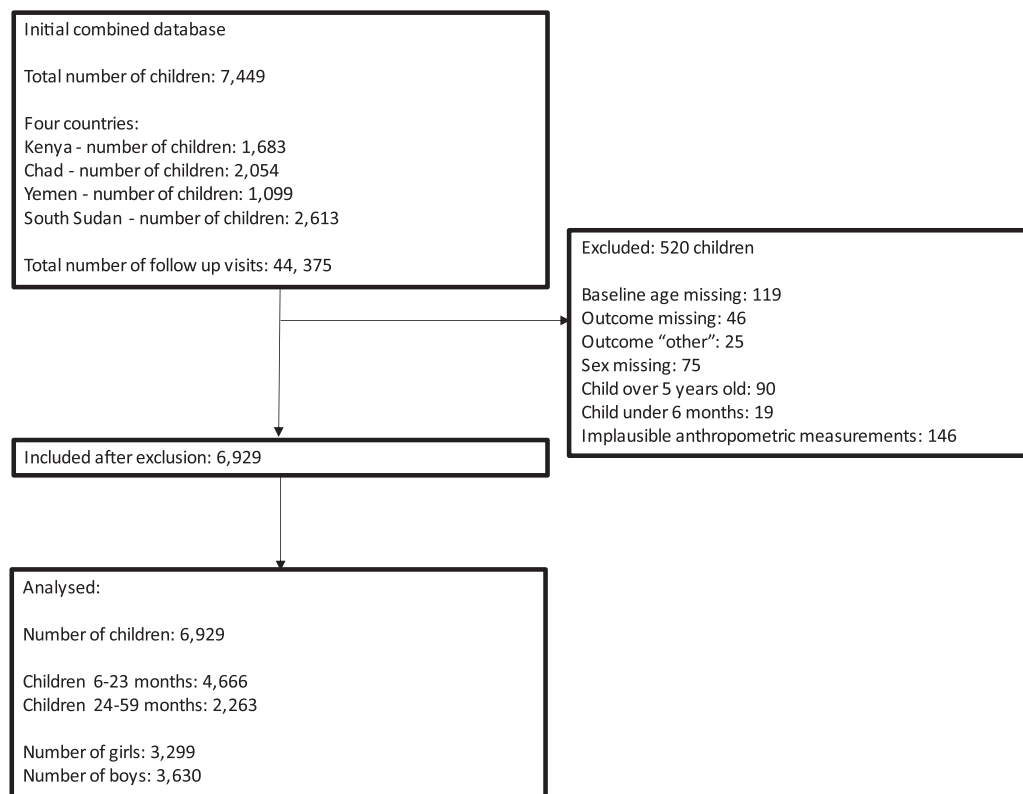 Initial combined database
Total number of children: 7,449
Four countries:
Kenya - number of children: 1,683
Chad - number of children: 2,054
Yemen - number of children: 1,099
South Sudan - number of children: 2,613
Total number of follow up visits: 44, 375
Excluded: 520 children
Baseline age missing: 119
Outcome missing: 46
Outcome “other”: 25
Sex missing: 75
Child over 5 years old: 90
Child under 6 months: 19
Implausible anthropometric measurements: 146
Included after exclusion: 6,929
Analysed:
Number of children: 6,929
Children 6-23 months: 4,666
Children 24-59 months: 2,263
Number of girls: 3,299
Number of boys: 3,630